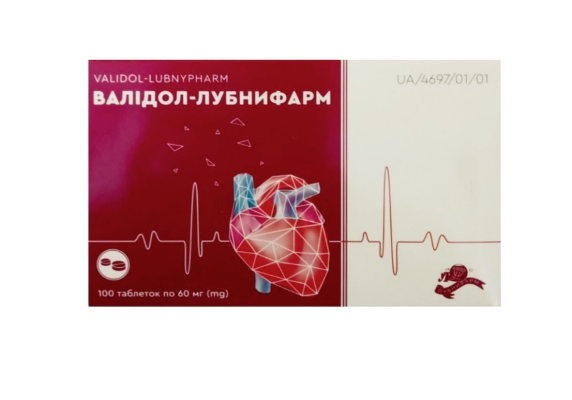 VALIDOL-LUBNYPHARM
UA/4697/01/01
ВАЛІДОЛ-ЛУБНИФАРМ
100 таблеток по 60 мг (mg)